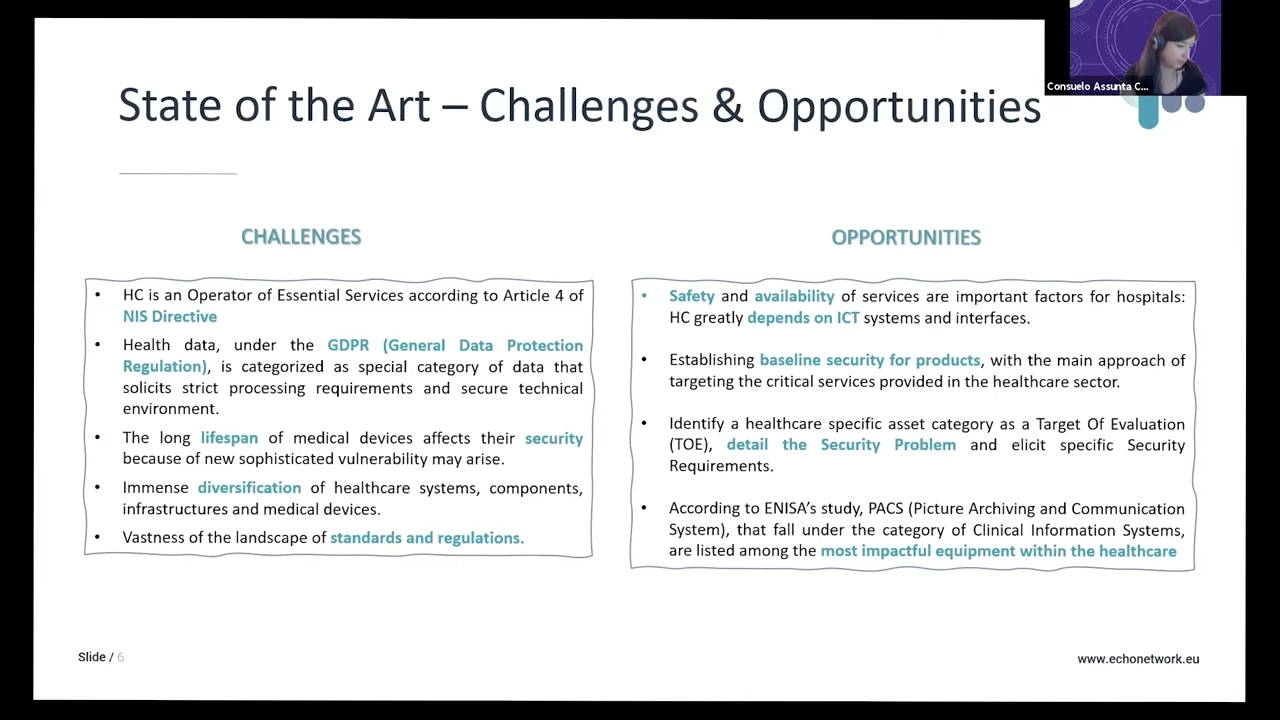 Consuelo Assunta C...
State of the Art – Challenges & Opportunities
CHALLENGES
• HC is an Operator of Essential Services according to Article 4 of
NIS Directive
• Health data, under the GDPR (General Data Protection
Regulation), is categorized as special category of data that
solicits strict processing requirements and secure technical
environment.
• The long lifespan of medical devices affects their security
because of new sophisticated vulnerability may arise.
• Immense diversification of healthcare systems, components,
infrastructures and medical devices.
• Vastness of the landscape of standards and regulations.
OPPORTUNITIES
• Safety and availability of services are important factors for hospitals:
HC greatly depends on ICT systems and interfaces.
• Establishing baseline security for products, with the main approach of
targeting the critical services provided in the healthcare sector.
• Identify a healthcare specific asset category as a Target Of Evaluation
(TOE), detail the Security Problem and elicit specific Security
Requirements.
• According to ENISA’s study, PACS (Picture Archiving and Communication
System), that fall under the category of Clinical Information Systems,
are listed among the most impactful equipment within the healthcare
Slide / 6
www.echonetwork.eu